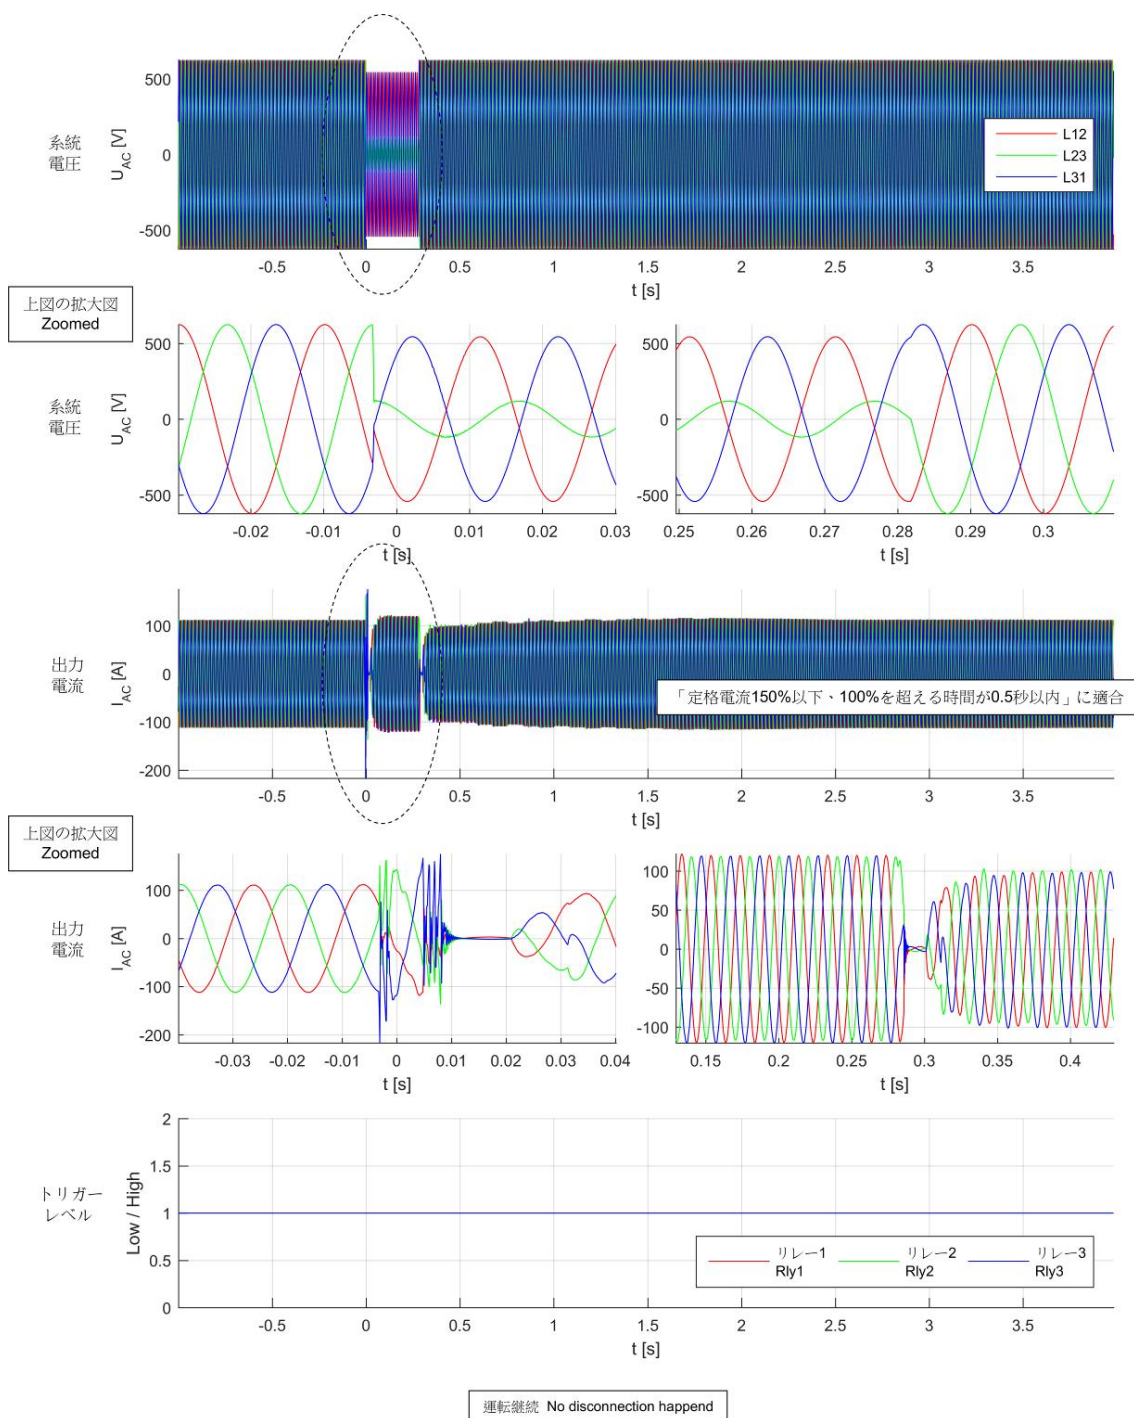 系統
電圧
U_AC [V]
500
0
-500
L12
L23
L31
-0.5
0
0.5
1
1.5
2
2.5
3
3.5
t [s]
上図の拡大図
Zoomed
系統
電圧
U_AC [V]
500
0
-500
-0.02
-0.01
0
0.01
0.02
0.03
t [s]
500
0
-500
0.25
0.26
0.27
0.28
0.29
0.3
t [s]
出力
電流
I_AC [A]
100
0
-100
-200
「定格電流150%以下、100%を超える時間が0.5秒以内」に適合
-0.5
0
0.5
1
1.5
2
2.5
3
3.5
t [s]
上図の拡大図
Zoomed
出力
電流
I_AC [A]
100
0
-100
-200
-0.03
-0.02
-0.01
0
0.01
0.02
0.03
0.04
t [s]
100
50
0
-50
-100
0.15
0.2
0.25
0.3
0.35
0.4
t [s]
トリガー
レベル
Low / High
2
1.5
1
0.5
0
リレー1
Rly1
リレー2
Rly2
リレー3
Rly3
-0.5
0
0.5
1
1.5
2
2.5
3
3.5
t [s]
運転継続 No disconnection happend